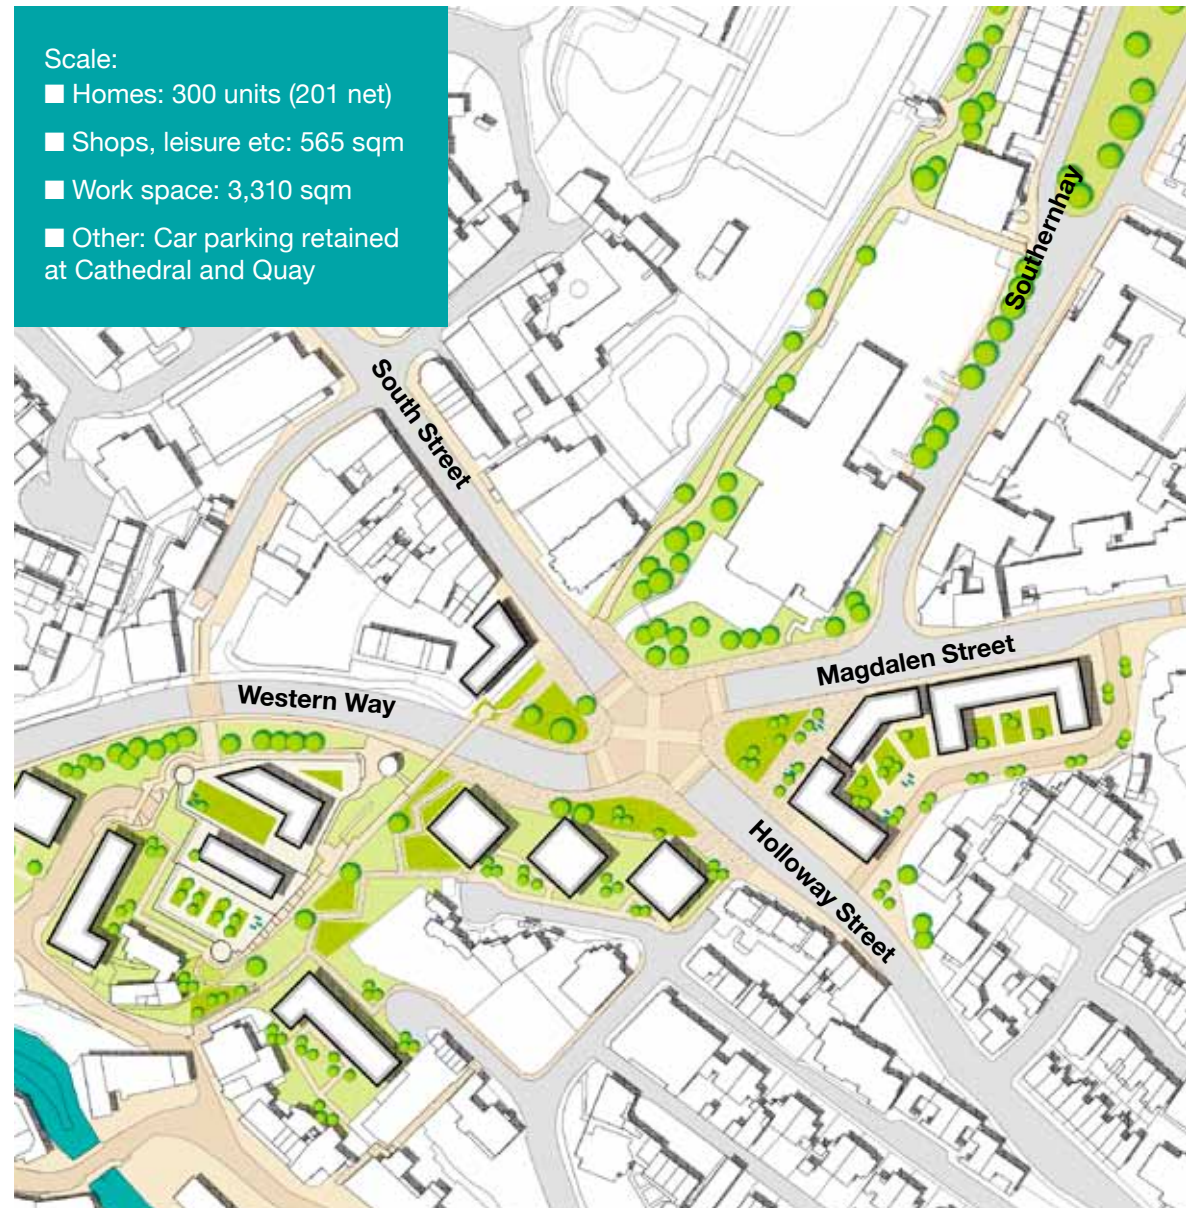 Scale:
■ Homes: 300 units (201 net)
■ Shops, leisure etc: 565 sqm
■ Work space: 3,310 sqm
■ Other: Car parking retained
at Cathedral and Quay
Southernhay
South Street
Magdalen Street
Western Way
Holloway Street